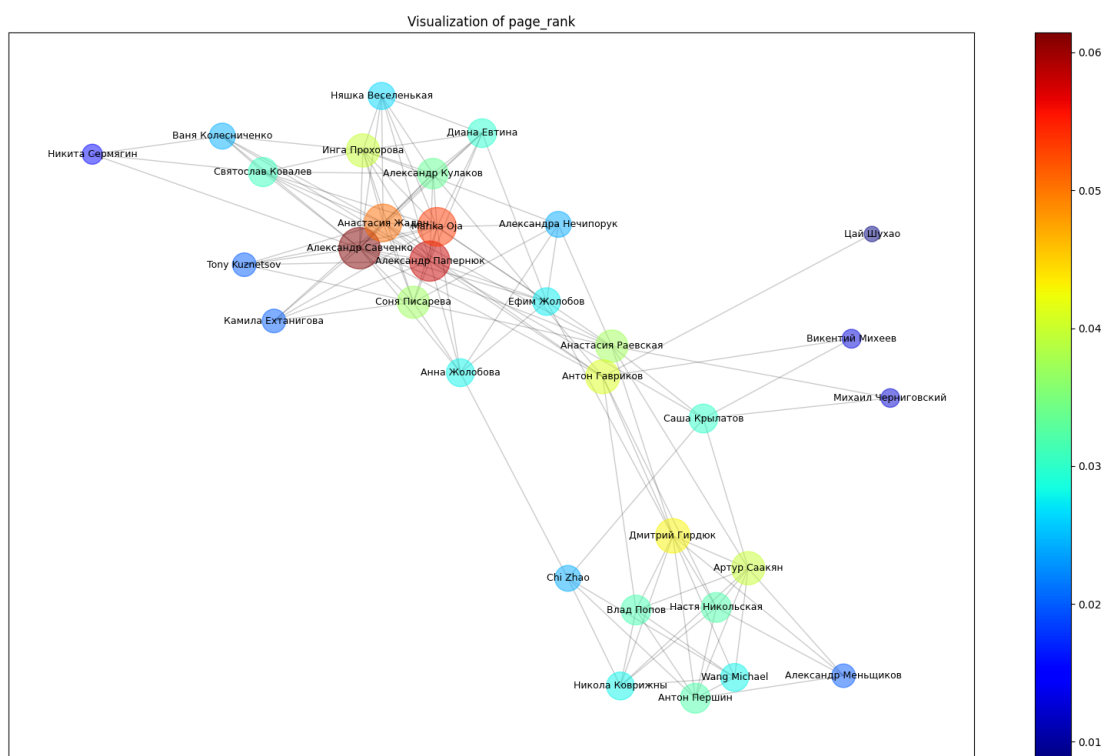 Visualization of page_rank
0.06
Няшка Веселенькая
Диана Евтина
Ваня Колесниченко
Инга Прохорова
Никита Сермягин
Святослав Ковалев
Александр Кулаков
0.05
Анастасия Жаден
Marika Oja
Александра Нечипорук
Цай Шухао
Александр Савченко
Александр Папернюк
Tony Kuznetsov
Соня Писарева
Ефим Жолобов
0.04
Камила Ехтанигова
Викентий Михеев
Анастасия Раевская
Анна Жолобова
Антон Гавриков
Михаил Черниговский
Саша Крылатов
0.03
Дмитрий Гирдюк
Артур Саакян
Chi Zhao
Влад Попов
Настя Никольская
0.02
Wang Michael
Александр Меньщиков
Никола Коврижны
Антон Першин
0.01